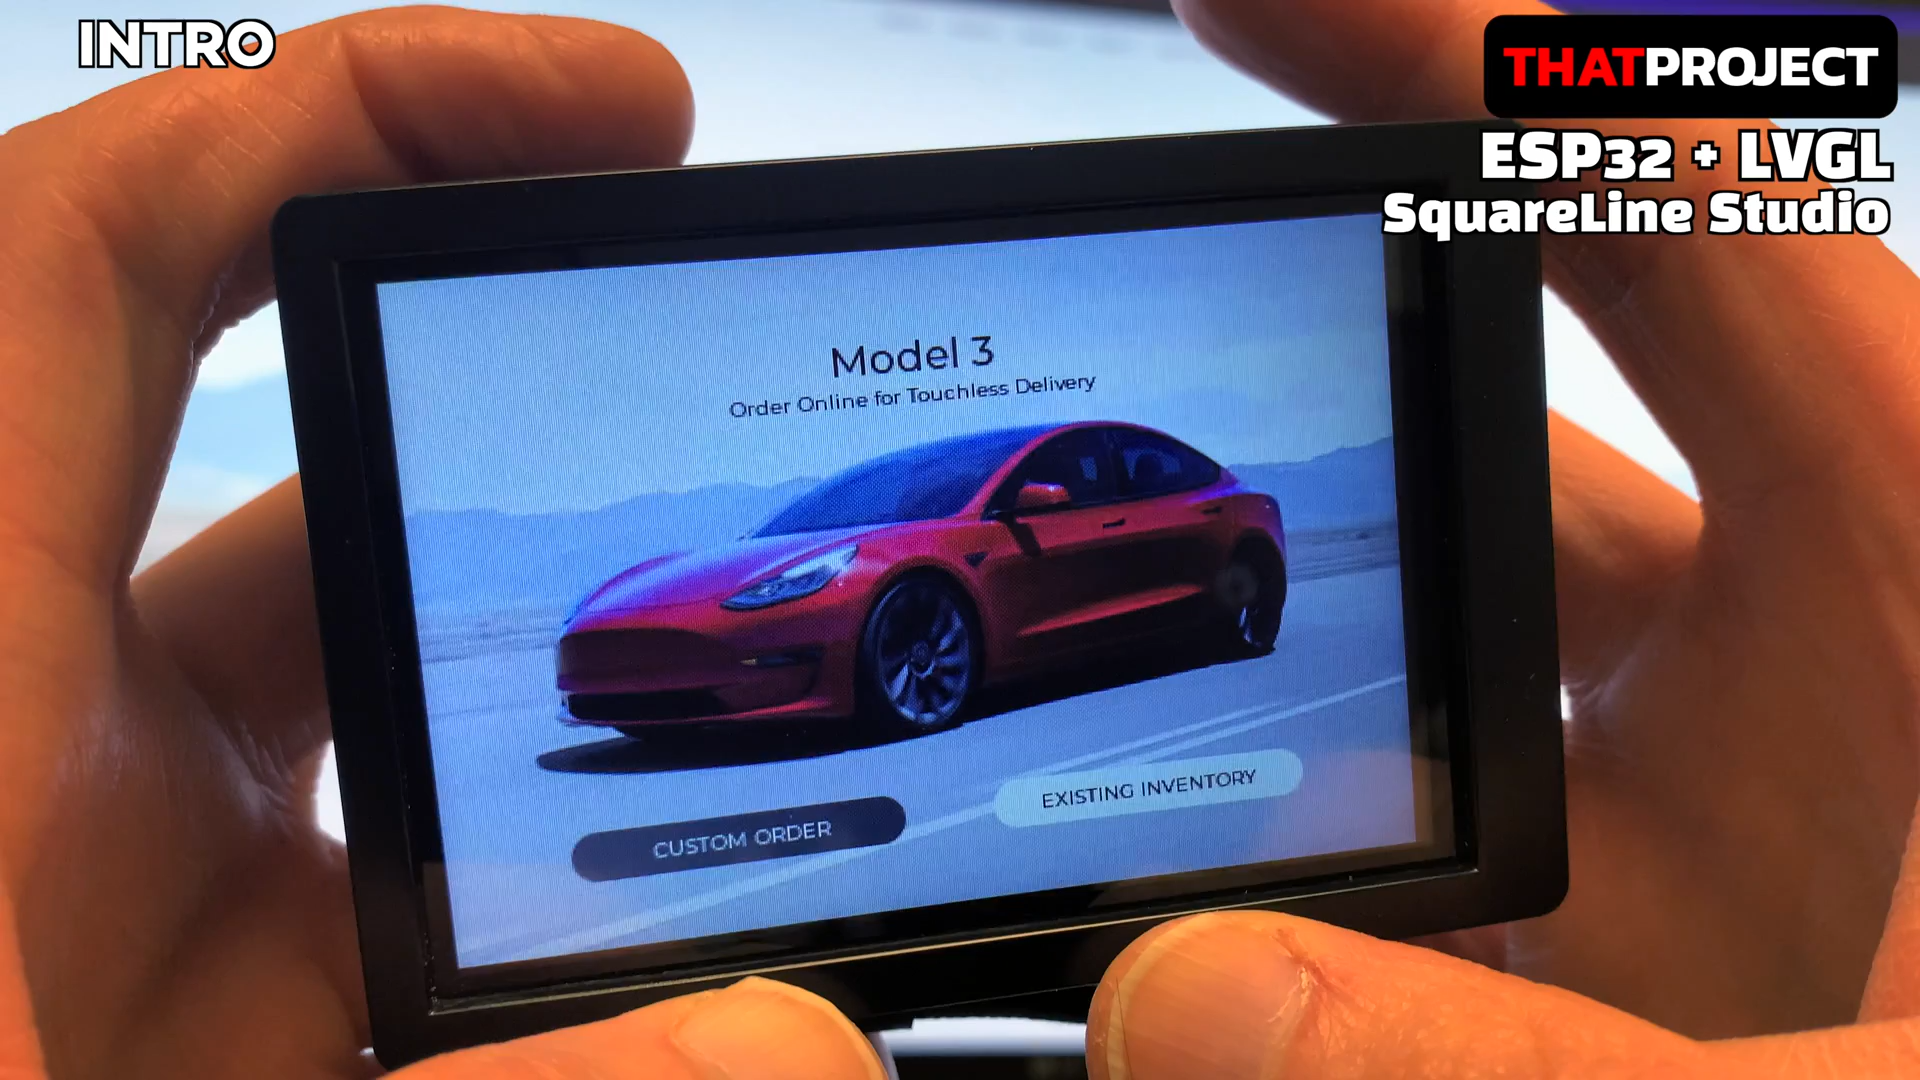 INTRO
THATPROJECT
ESP32 + LVGL
SquareLine Studio
Model 3
Order Online for Touchless Delivery
CUSTOM ORDER
EXISTING INVENTORY